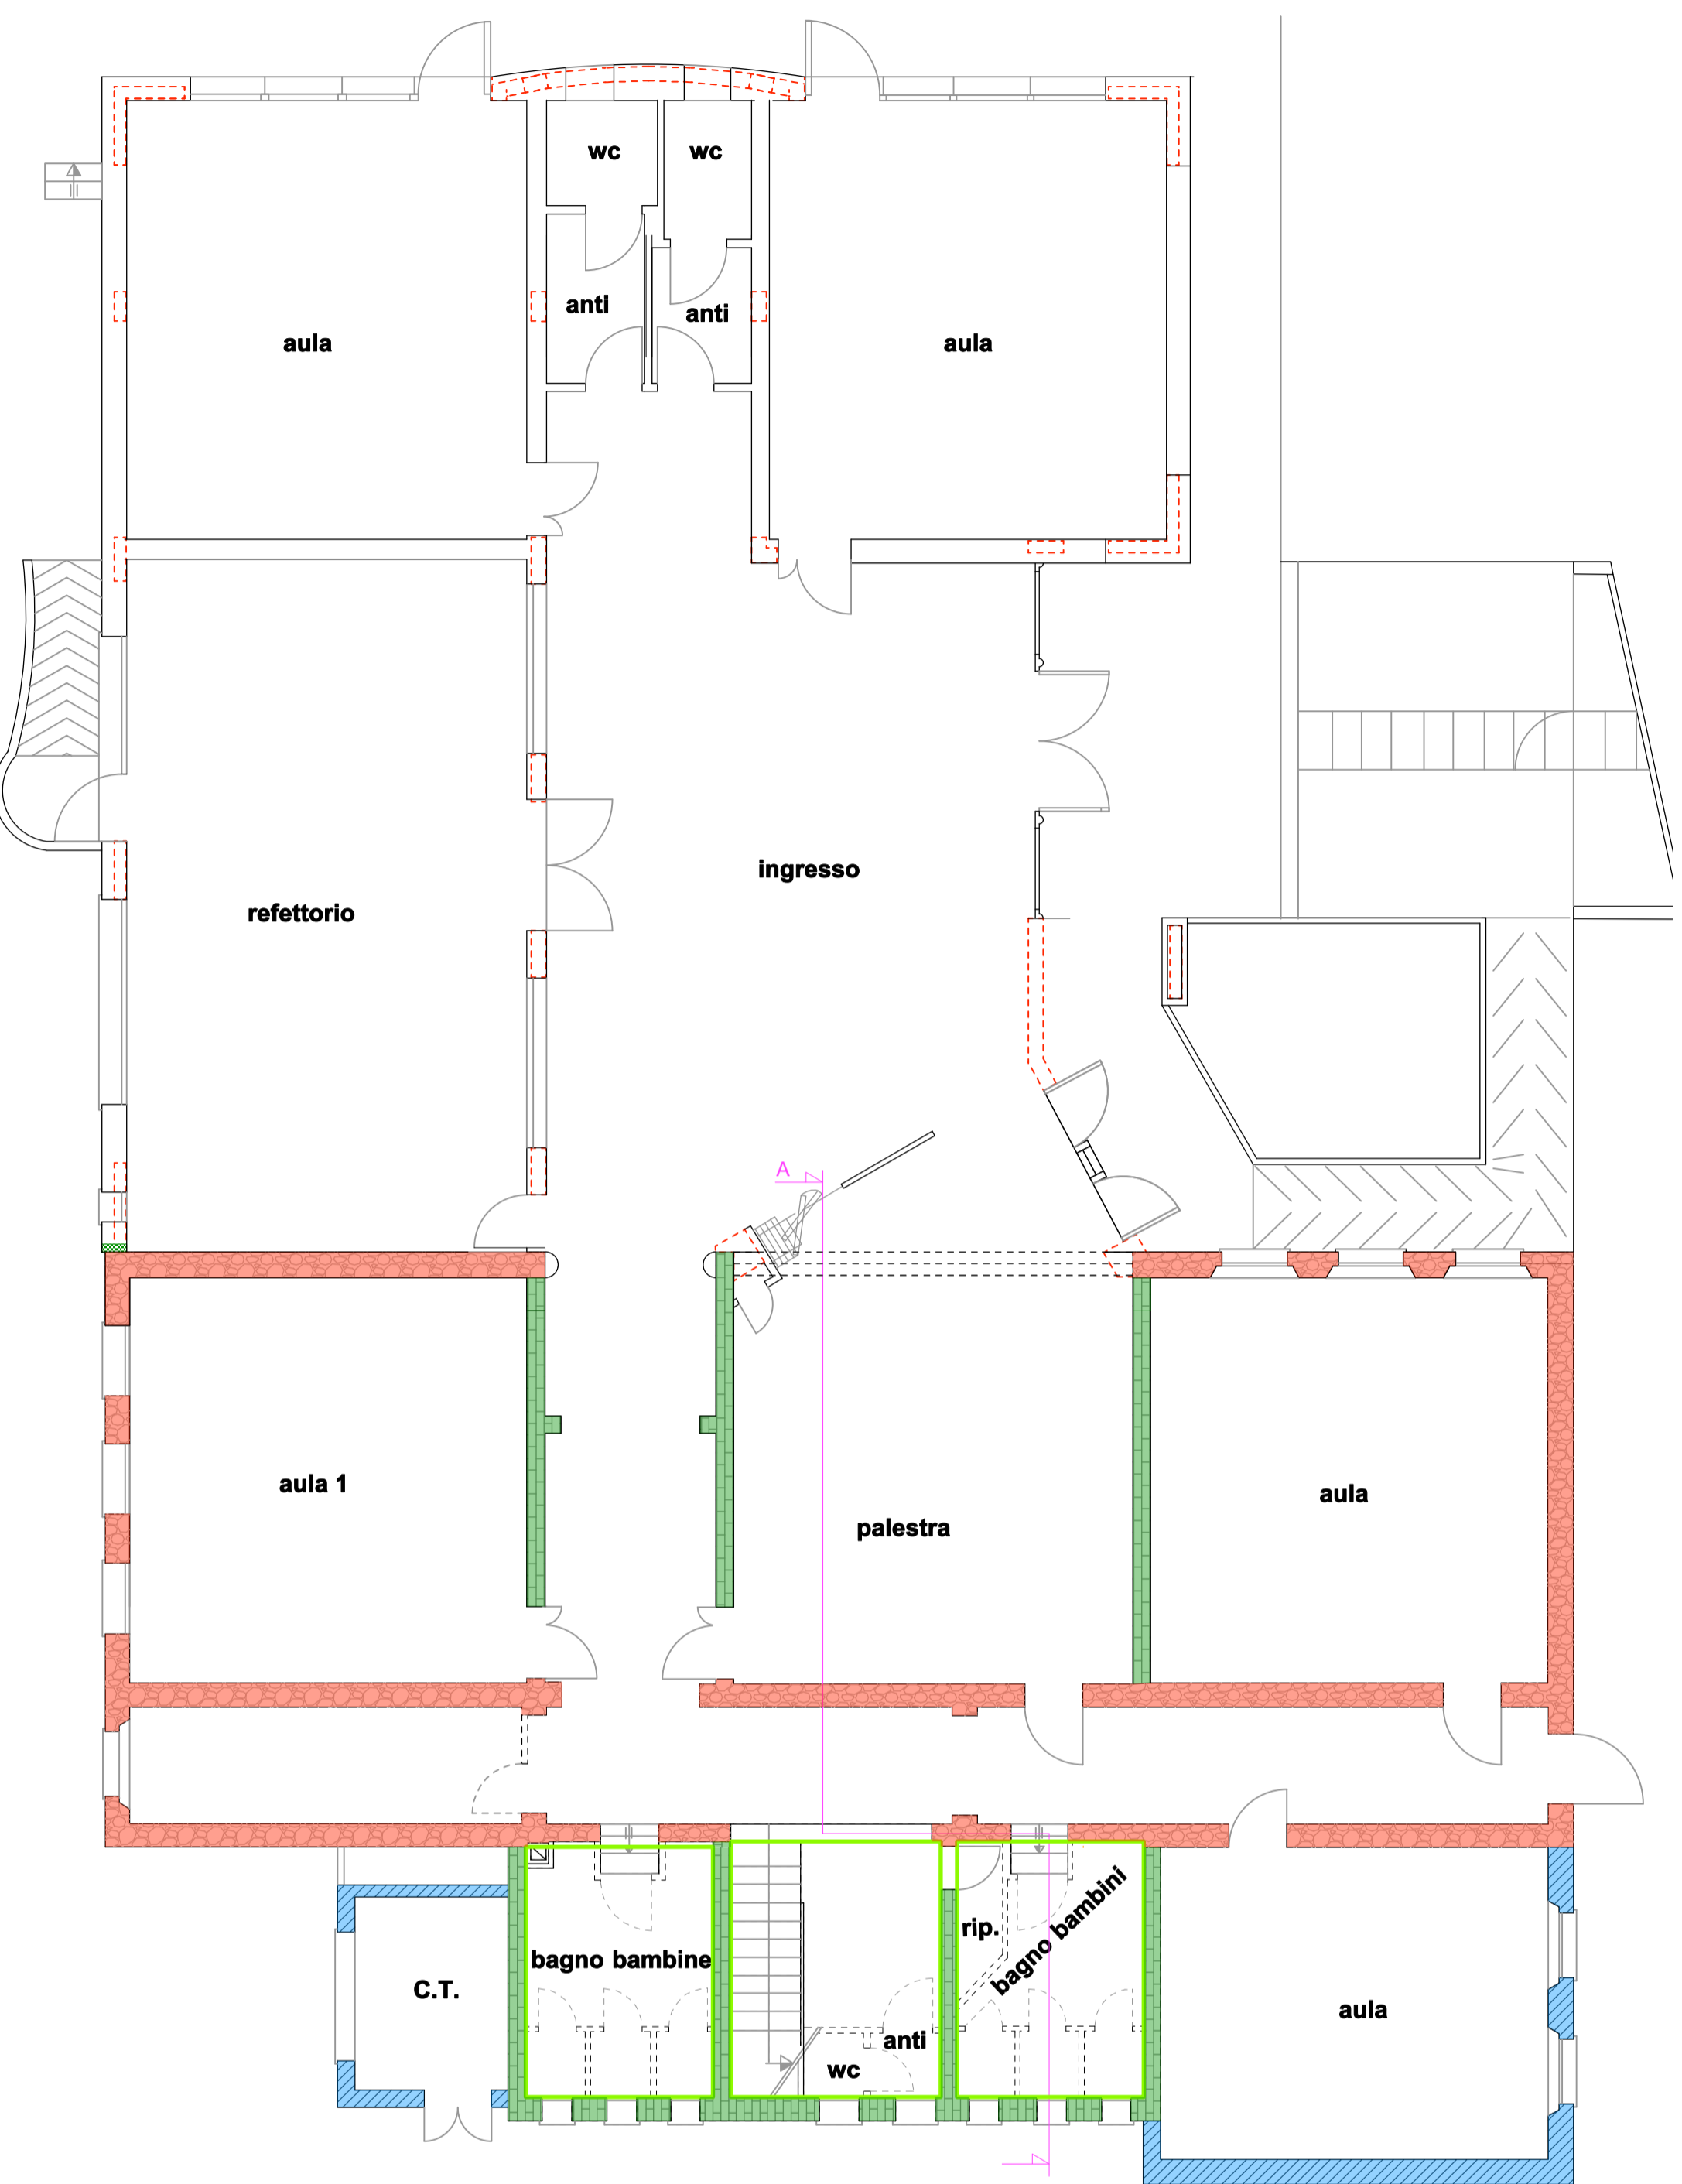 wc
wc
anti
anti
aula
aula
ingresso
refettorio
A
aula 1
aula
palestra
rip.
bagno bambini
bagno bambine
C.T.
aula
anti
wc